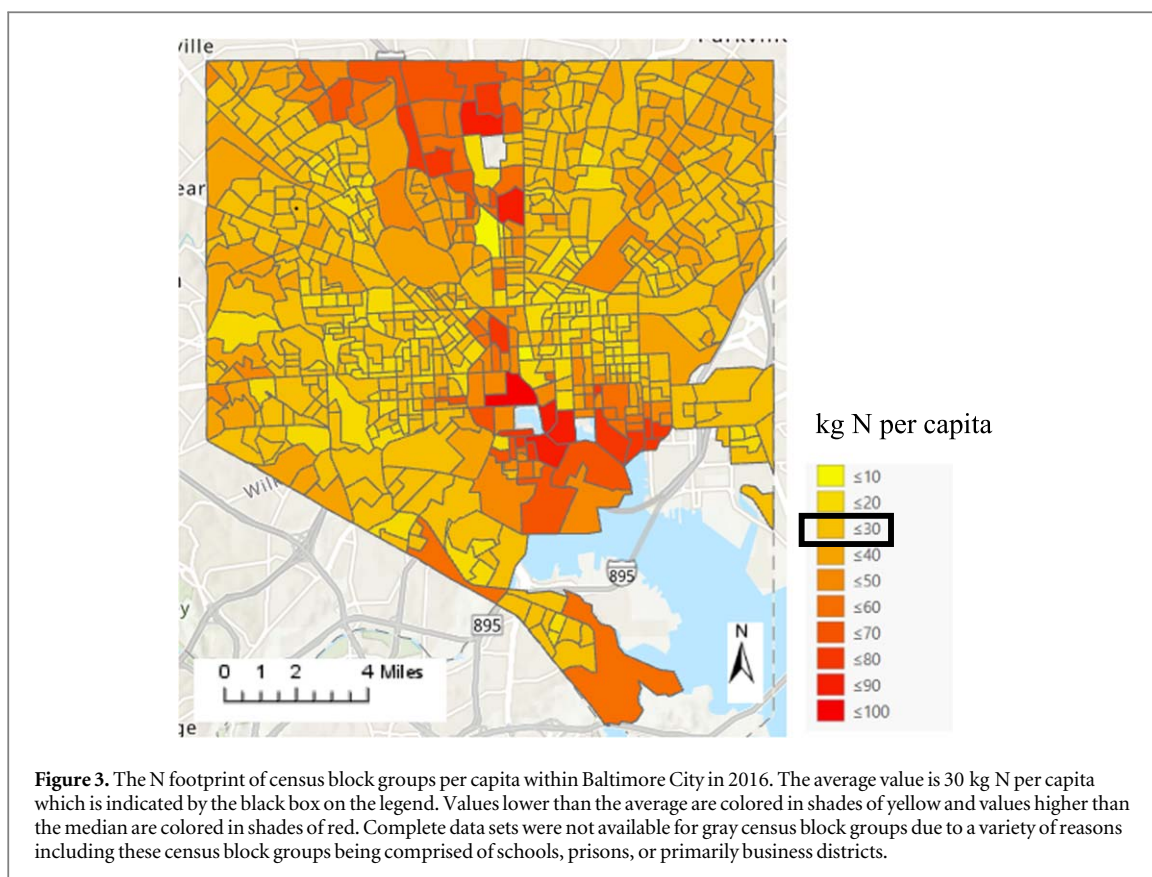 ville
ear
Wil
895
895
y
0 1 2 4 Miles
N
ge
kg N per capita
≤10
≤20
≤30
≤40
≤50
≤60
≤70
≤80
≤90
≤100
Figure 3. The N footprint of census block groups per capita within Baltimore City in 2016. The average value is 30 kg N per capita
which is indicated by the black box on the legend. Values lower than the average are colored in shades of yellow and values higher than
the median are colored in shades of red. Complete data sets were not available for gray census block groups due to a variety of reasons
including these census block groups being comprised of schools, prisons, or primarily business districts.